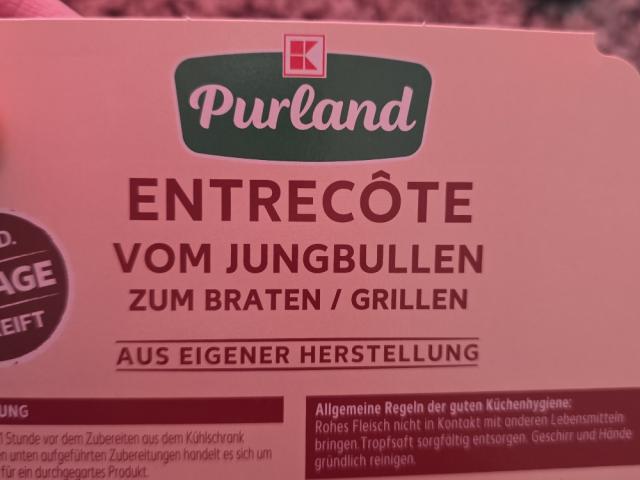 K
Purland
ENTRECÔTE
VOM JUNGBULLEN
ZUM BRATEN / GRILLEN
AUS EIGENER HERSTELLUNG
D.
AGE
EIFT
UNG
1 Stunde vor dem Zubereiten aus dem Kühlschrank
en unten aufgeführten Zubereitungen handelt es sich um
für ein durchgegartes Produkt.
Allgemeine Regeln der guten Küchenhygiene:
Rohes Fleisch nicht in Kontakt mit anderen Lebensmitteln
bringen. Tropfsaft sorgfältig entsorgen. Geschirr und Hände
gründlich reinigen.